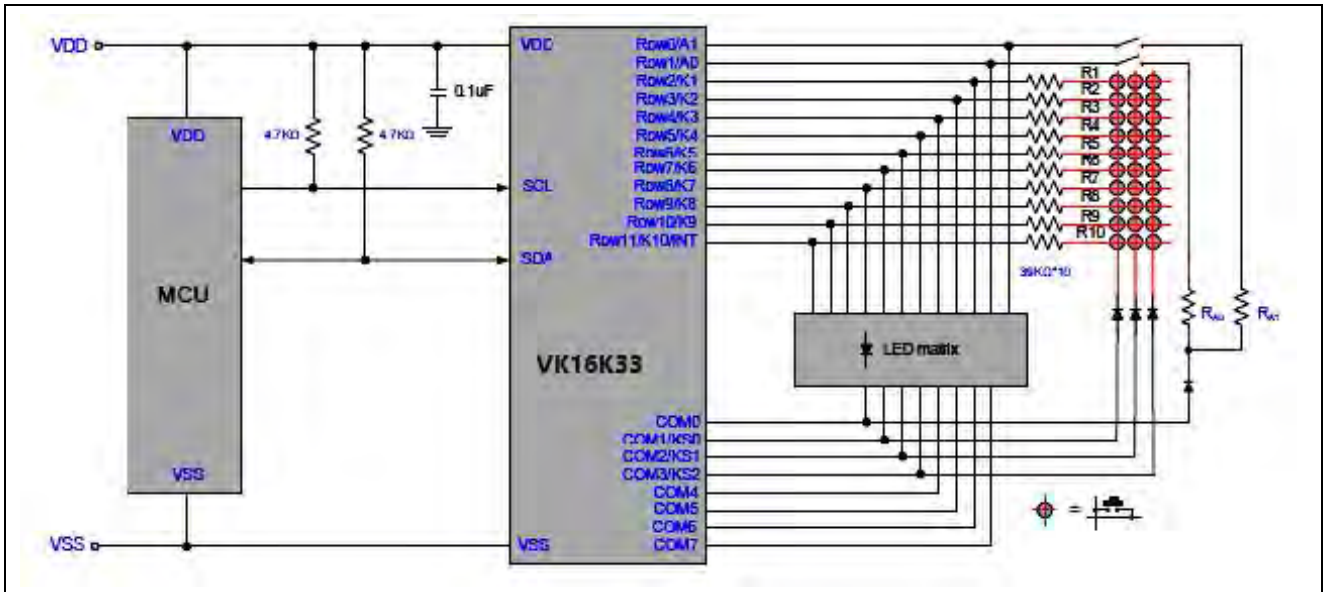 VDD
VDD
4.7KΩ
4.7KΩ
0.1uF
MCU
VSS
VSS
VDD
SCL
SDA
VK16K33
VSS
Row0/A1
Row1/A0
Row2/K1
Row3/K2
Row4/K3
Row5/K4
Row6/K5
Row7/K6
Row8/K7
Row9/K8
Row10/K9
Row11/K10/INT
COM0
COM1/KS0
COM2/KS1
COM3/KS2
COM4
COM5
COM6
COM7
R1
R2
R3
R4
R5
R6
R7
R8
R9
R10
39KΩ*10
LED matrix
RA0
RA1
=